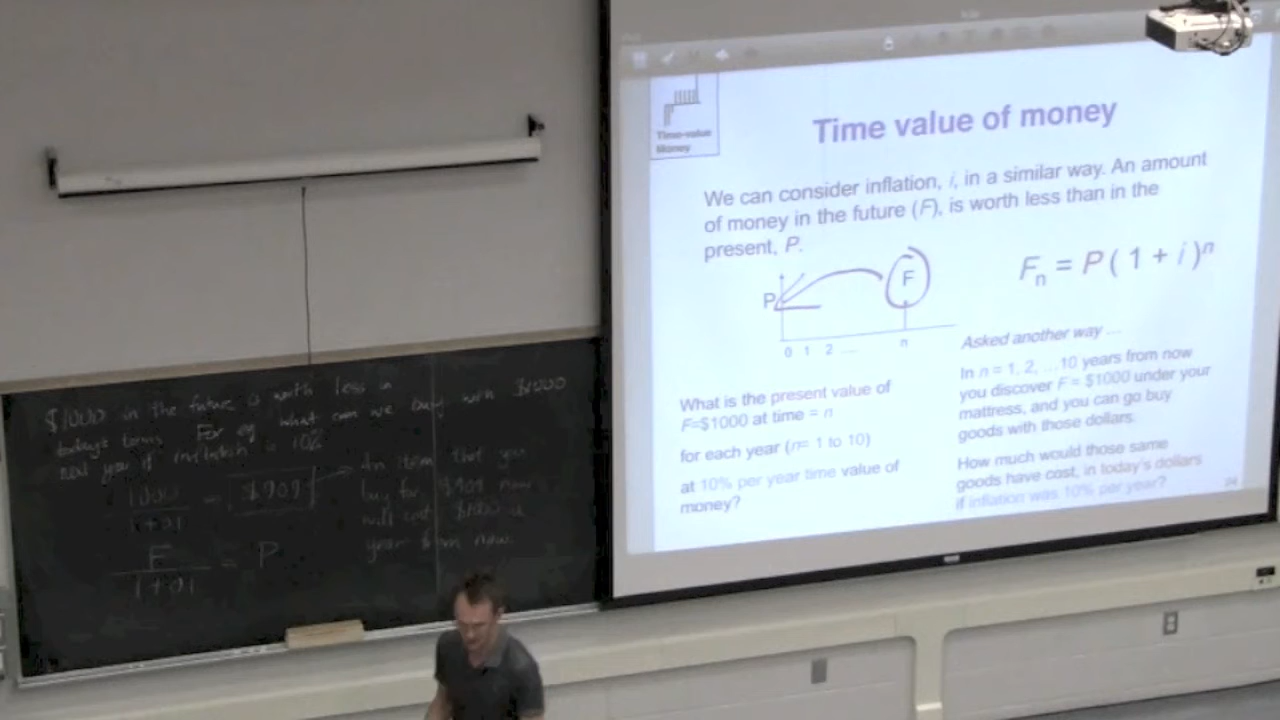 Time-value
Money
Time value of money
We can consider inflation, i, in a similar way. An amount
of money in the future (F), is worth less than in the
present, P.
P
F
0 1 2 ....
n
Fn = P ( 1 + i )^n
What is the present value of
F=$1000 at time = n
for each year (n= 1 to 10)
at 10% per year time value of
money?
Asked another way ...
In n = 1, 2, ...10 years from now
you discover F = $1000 under your
mattress, and you can go buy
goods with those dollars.
How much would those same
goods have cost, in today's dollars
if inflation was 10% per year?
$1000 in the future is worth less in
today's terms. For eg what can we buy with $1000
next year if inflation = 10%
1000
1+0.1
= $909
An item that you
buy for $909 now
will cost $1000 a
year from now
F
1+0.1
= P